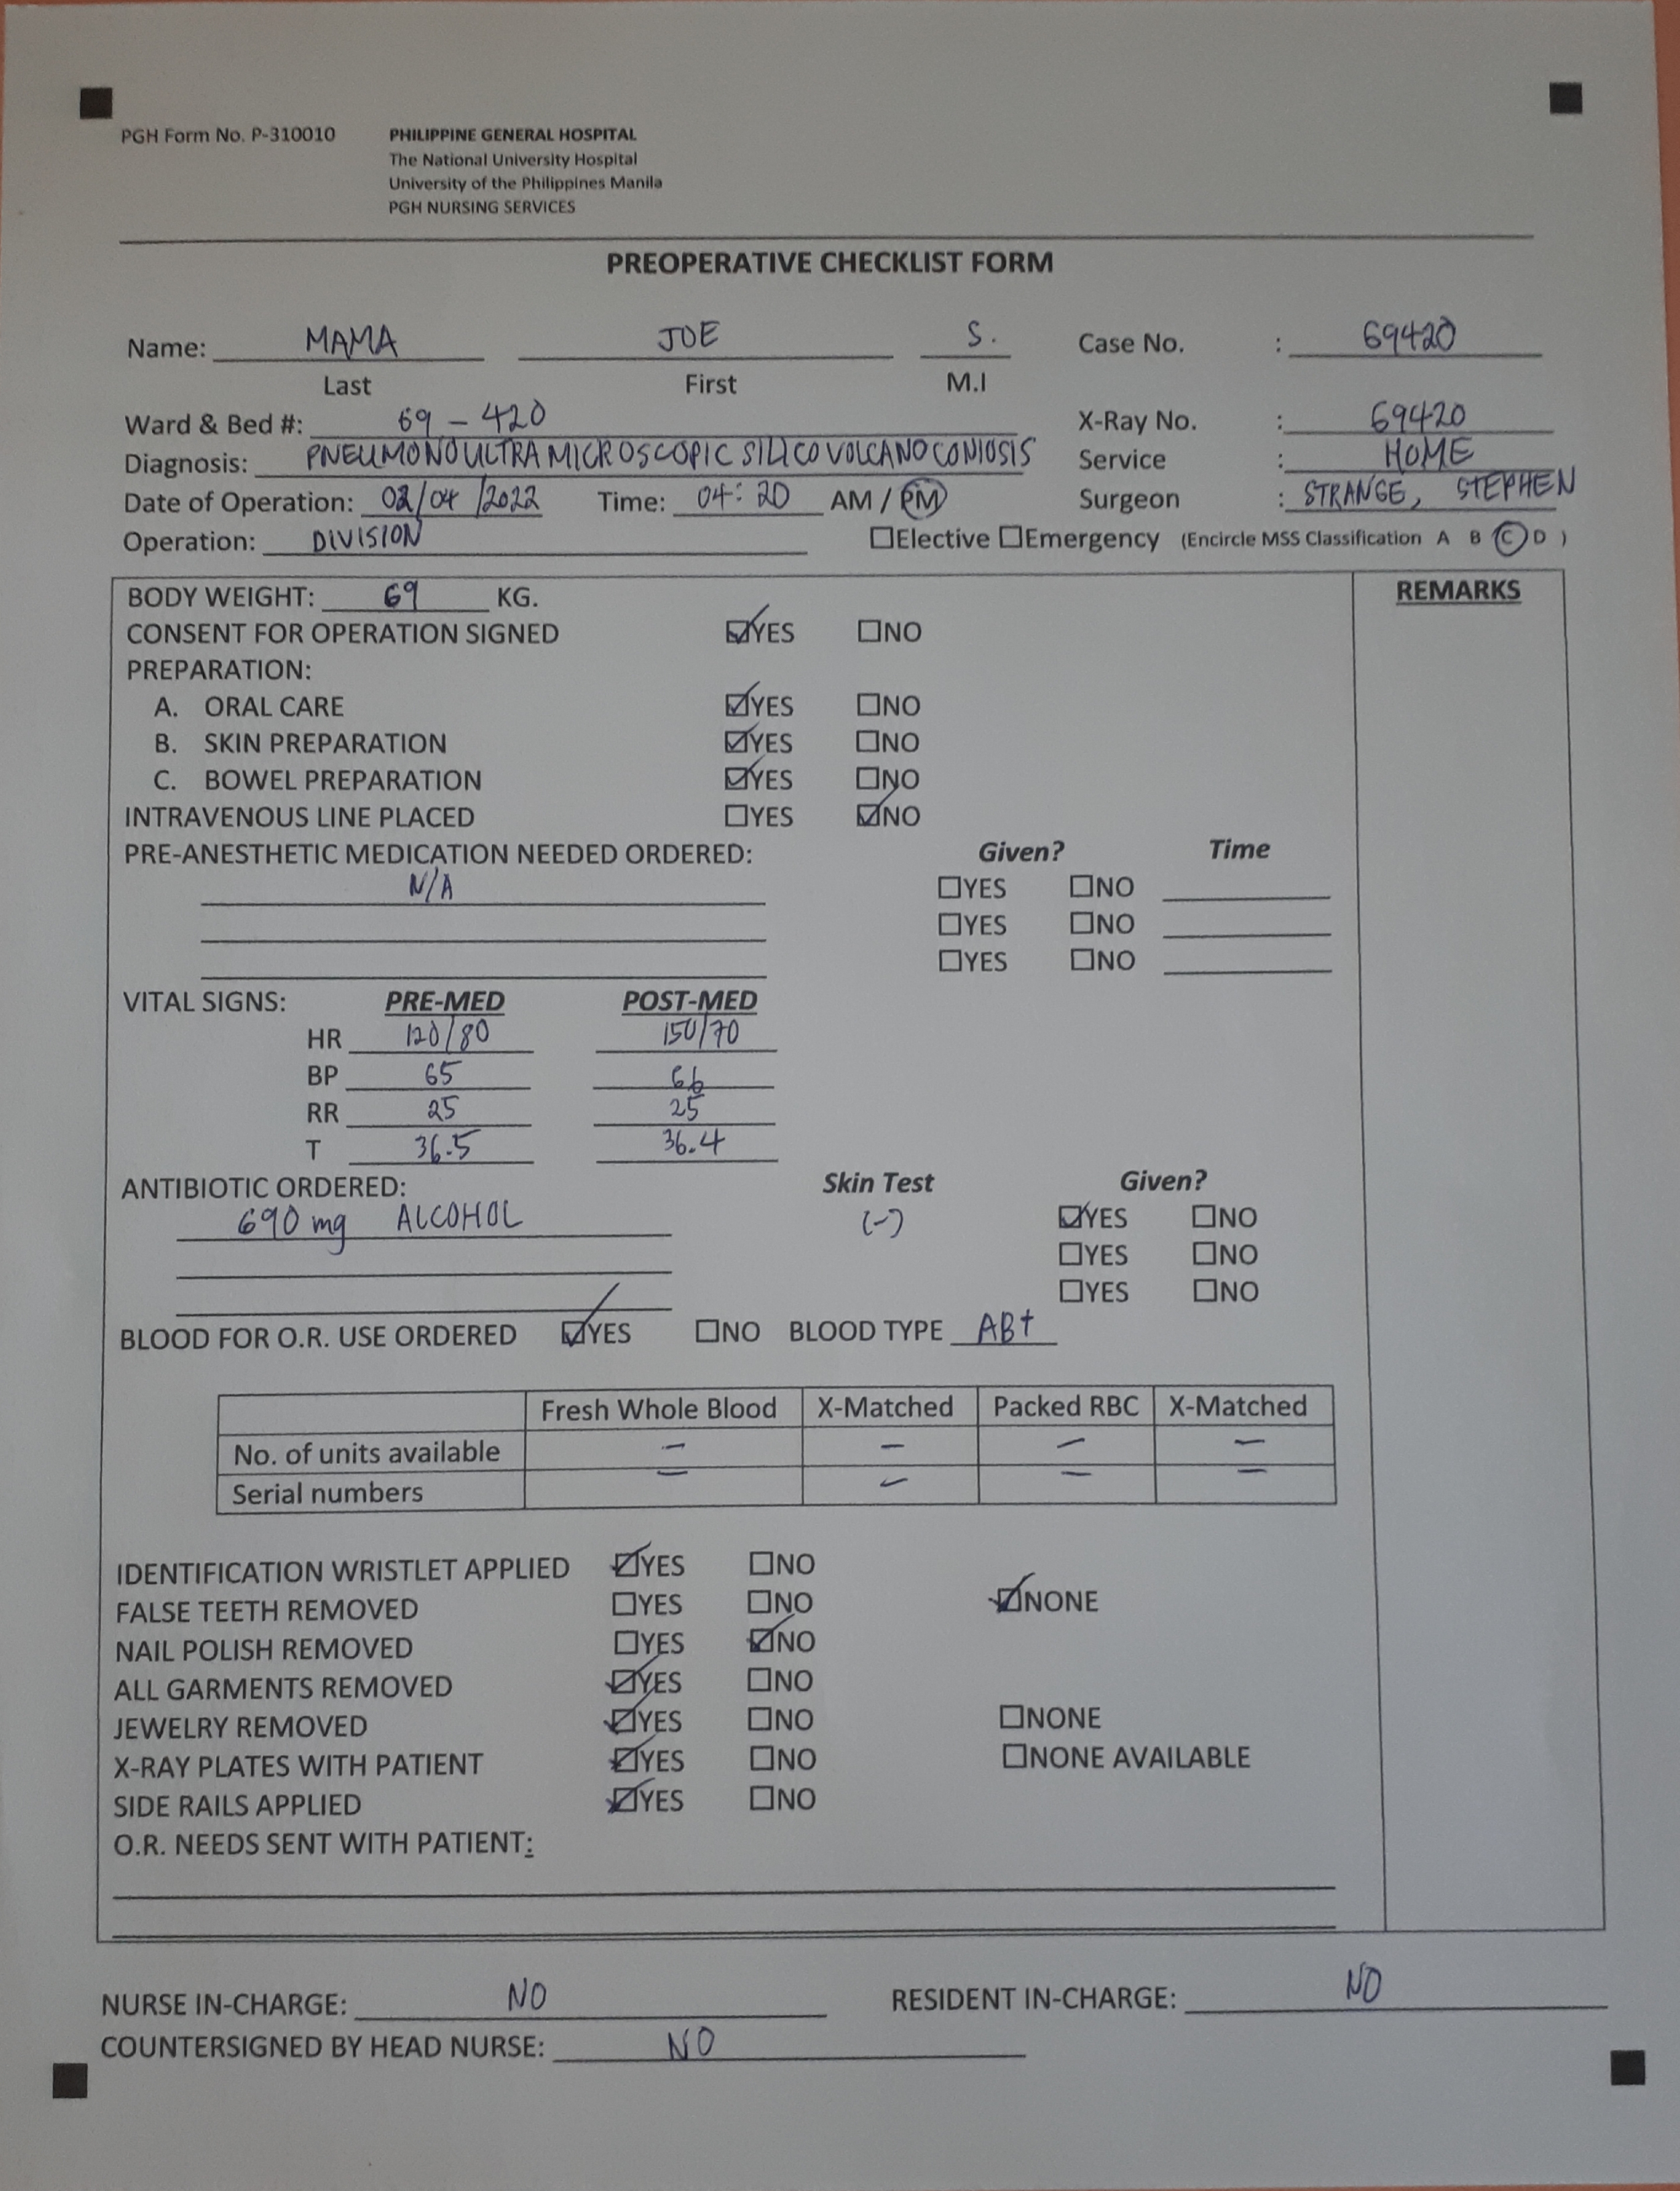 PGH Form No. P-310010 PHILIPPINE GENERAL HOSPITAL
The National University Hospital
University of the Philippines Manila
PGH NURSING SERVICES
PREOPERATIVE CHECKLIST FORM
Name: MAMA JOE S. Case No. : 69420
Last First M.I
Ward & Bed #: 69 - 420 X-Ray No. : 69420
Diagnosis: PNEUMONOULTRAMICROSCOPICSILICOVOLCANOCONIOSIS Service : HOME
Date of Operation: 02/04/2022 Time: 04:20 AM / PM Surgeon : STRANGE, STEPHEN
Operation: DIVISION ☐Elective ☐Emergency (Encircle MSS Classification A B C D )
BODY WEIGHT: 69 KG. REMARKS
CONSENT FOR OPERATION SIGNED ☑YES ☐NO
PREPARATION:
A. ORAL CARE ☑YES ☐NO
B. SKIN PREPARATION ☑YES ☐NO
C. BOWEL PREPARATION ☑YES ☐NO
INTRAVENOUS LINE PLACED ☐YES ☑NO
PRE-ANESTHETIC MEDICATION NEEDED ORDERED: Given? Time
N/A ☐YES ☐NO
☐YES ☐NO
☐YES ☐NO
VITAL SIGNS: PRE-MED POST-MED
HR 120/80 150/70
BP 65 66
RR 25 25
T 36.5 36.4
ANTIBIOTIC ORDERED: Skin Test Given?
690 mg ALCOHOL (-) ☑YES ☐NO
☐YES ☐NO
☐YES ☐NO
BLOOD FOR O.R. USE ORDERED ☑YES ☐NO BLOOD TYPE AB+
Fresh Whole Blood X-Matched Packed RBC X-Matched
No. of units available - - - -
Serial numbers - - - -
IDENTIFICATION WRISTLET APPLIED ☑YES ☐NO
FALSE TEETH REMOVED ☐YES ☐NO ☑NONE
NAIL POLISH REMOVED ☐YES ☑NO
ALL GARMENTS REMOVED ☑YES ☐NO
JEWELRY REMOVED ☑YES ☐NO ☐NONE
X-RAY PLATES WITH PATIENT ☑YES ☐NO ☐NONE AVAILABLE
SIDE RAILS APPLIED ☑YES ☐NO
O.R. NEEDS SENT WITH PATIENT:
NURSE IN-CHARGE: NO RESIDENT IN-CHARGE: NO
COUNTERSIGNED BY HEAD NURSE: NO